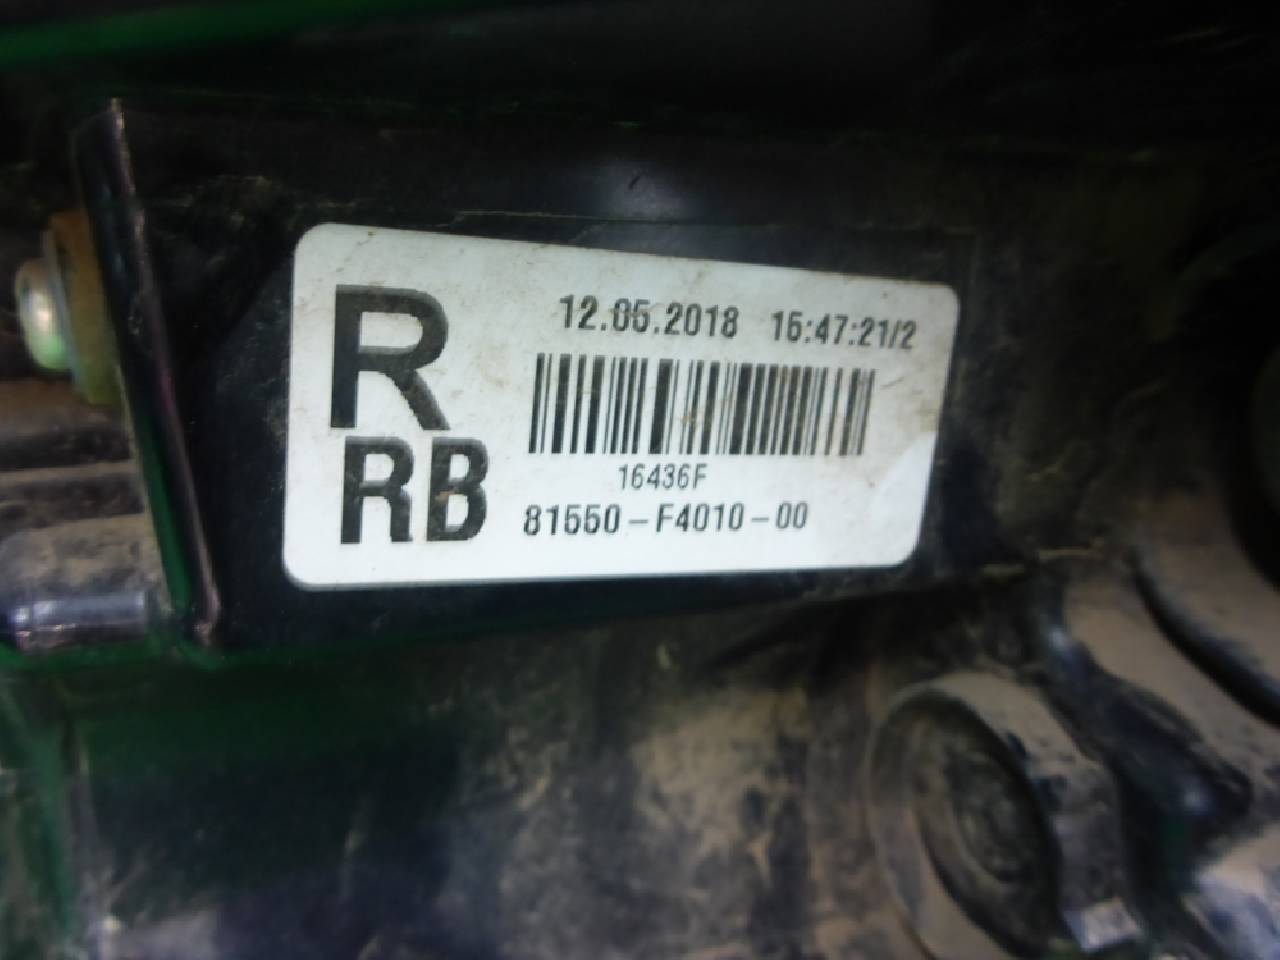 R
RB
12.05.2018 15:47:21/2
16436F
81550-F4010-00